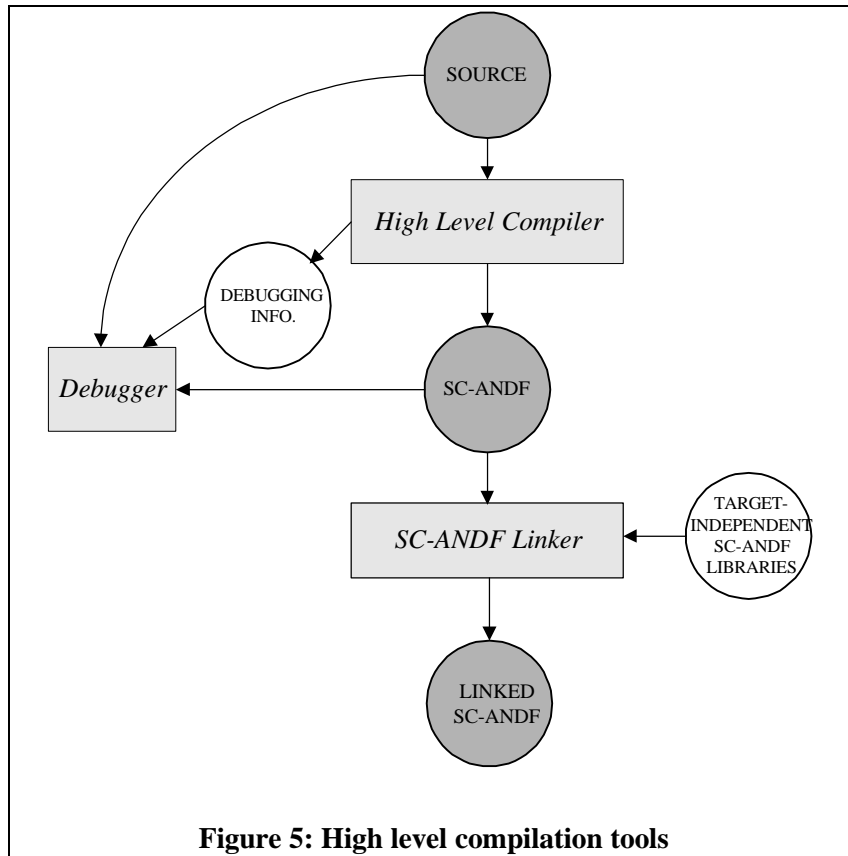 SOURCE
High Level Compiler
DEBUGGING
INFO.
Debugger
SC-ANDF
SC-ANDF Linker
TARGET-
INDEPENDENT
SC-ANDF
LIBRARIES
LINKED
SC-ANDF
Figure 5: High level compilation tools